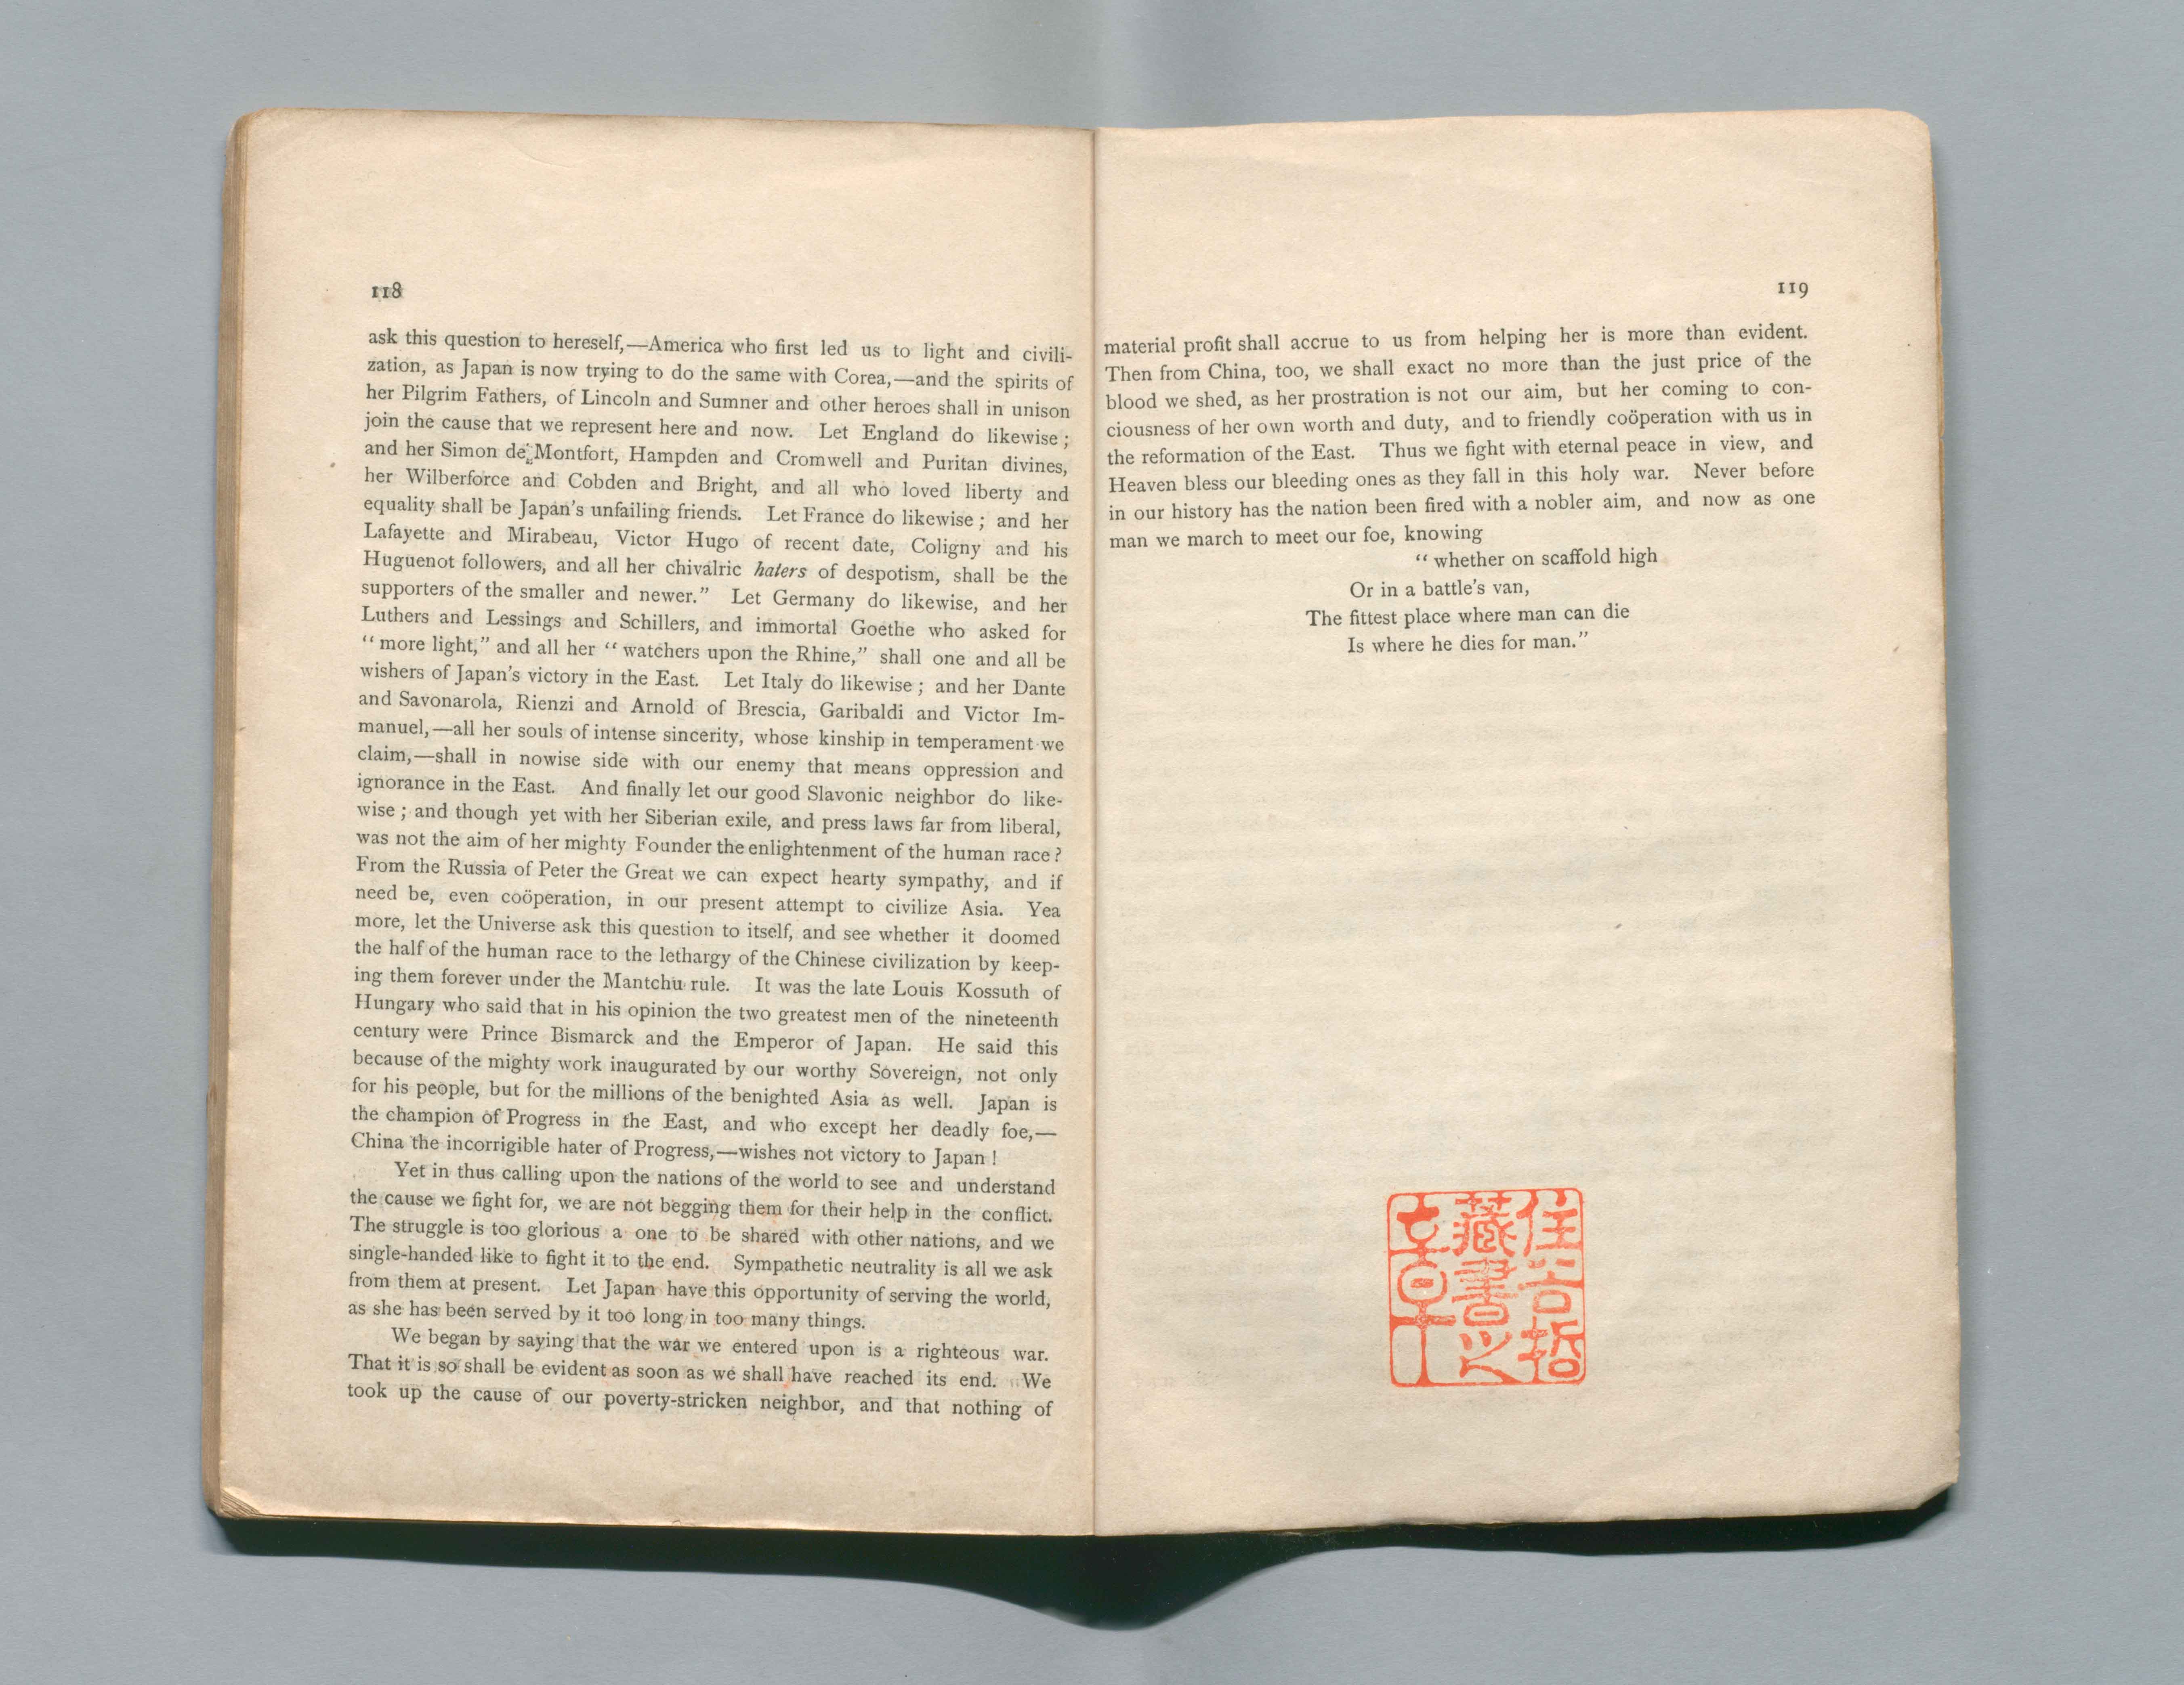 118
ask this question to hereself,—America who first led us to light and civili-
zation, as Japan is now trying to do the same with Corea,—and the spirits of
her Pilgrim Fathers, of Lincoln and Sumner and other heroes shall in unison
join the cause that we represent here and now. Let England do likewise;
and her Simon de Montfort, Hampden and Cromwell and Puritan divines,
her Wilberforce and Cobden and Bright, and all who loved liberty and
equality shall be Japan's unfailing friends. Let France do likewise; and her
Lafayette and Mirabeau, Victor Hugo of recent date, Coligny and his
Huguenot followers, and all her chivalric haters of despotism, shall be the
supporters of the smaller and newer." Let Germany do likewise, and her
Luthers and Lessings and Schillers, and immortal Goethe who asked for
"more light," and all her "watchers upon the Rhine," shall one and all be
wishers of Japan's victory in the East. Let Italy do likewise; and her Dante
and Savonarola, Rienzi and Arnold of Brescia, Garibaldi and Victor Im-
manuel,—all her souls of intense sincerity, whose kinship in temperament we
claim,—shall in nowise side with our enemy that means oppression and
ignorance in the East. And finally let our good Slavonic neighbor do like-
wise; and though yet with her Siberian exile, and press laws far from liberal,
was not the aim of her mighty Founder the enlightenment of the human race?
From the Russia of Peter the Great we can expect hearty sympathy, and if
need be, even coöperation, in our present attempt to civilize Asia. Yea
more, let the Universe ask this question to itself, and see whether it doomed
the half of the human race to the lethargy of the Chinese civilization by keep-
ing them forever under the Mantchu rule. It was the late Louis Kossuth of
Hungary who said that in his opinion the two greatest men of the nineteenth
century were Prince Bismarck and the Emperor of Japan. He said this
because of the mighty work inaugurated by our worthy Sovereign, not only
for his people, but for the millions of the benighted Asia as well. Japan is
the champion of Progress in the East, and who except her deadly foe,—
China the incorrigible hater of Progress,—wishes not victory to Japan!
Yet in thus calling upon the nations of the world to see and understand
the cause we fight for, we are not begging them for their help in the conflict.
The struggle is too glorious a one to be shared with other nations, and we
single-handed like to fight it to the end. Sympathetic neutrality is all we ask
from them at present. Let Japan have this opportunity of serving the world,
as she has been served by it too long in too many things.
We began by saying that the war we entered upon is a righteous war.
That it is so shall be evident as soon as we shall have reached its end. We
took up the cause of our poverty-stricken neighbor, and that nothing of
119
material profit shall accrue to us from helping her is more than evident.
Then from China, too, we shall exact no more than the just price of the
blood we shed, as her prostration is not our aim, but her coming to con-
ciousness of her own worth and duty, and to friendly coöperation with us in
the reformation of the East. Thus we fight with eternal peace in view, and
Heaven bless our bleeding ones as they fall in this holy war. Never before
in our history has the nation been fired with a nobler aim, and now as one
man we march to meet our foe, knowing
"whether on scaffold high
Or in a battle's van,
The fittest place where man can die
Is where he dies for man."
住谷哲
藏書之
章